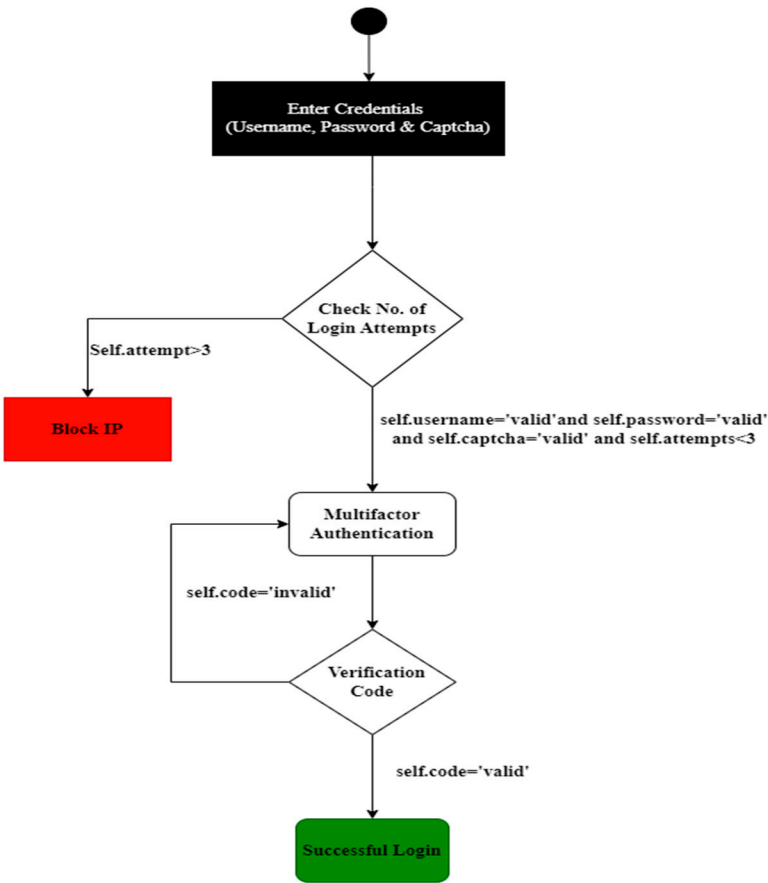 Enter Credentials
(Username, Password & Captcha)
Check No. of
Login Attempts
Self.attempt>3
Block IP
self.username='valid'and self.password='valid'
and self.captcha='valid' and self.attempts<3
Multifactor
Authentication
self.code='invalid'
Verification
Code
self.code='valid'
Successful Login